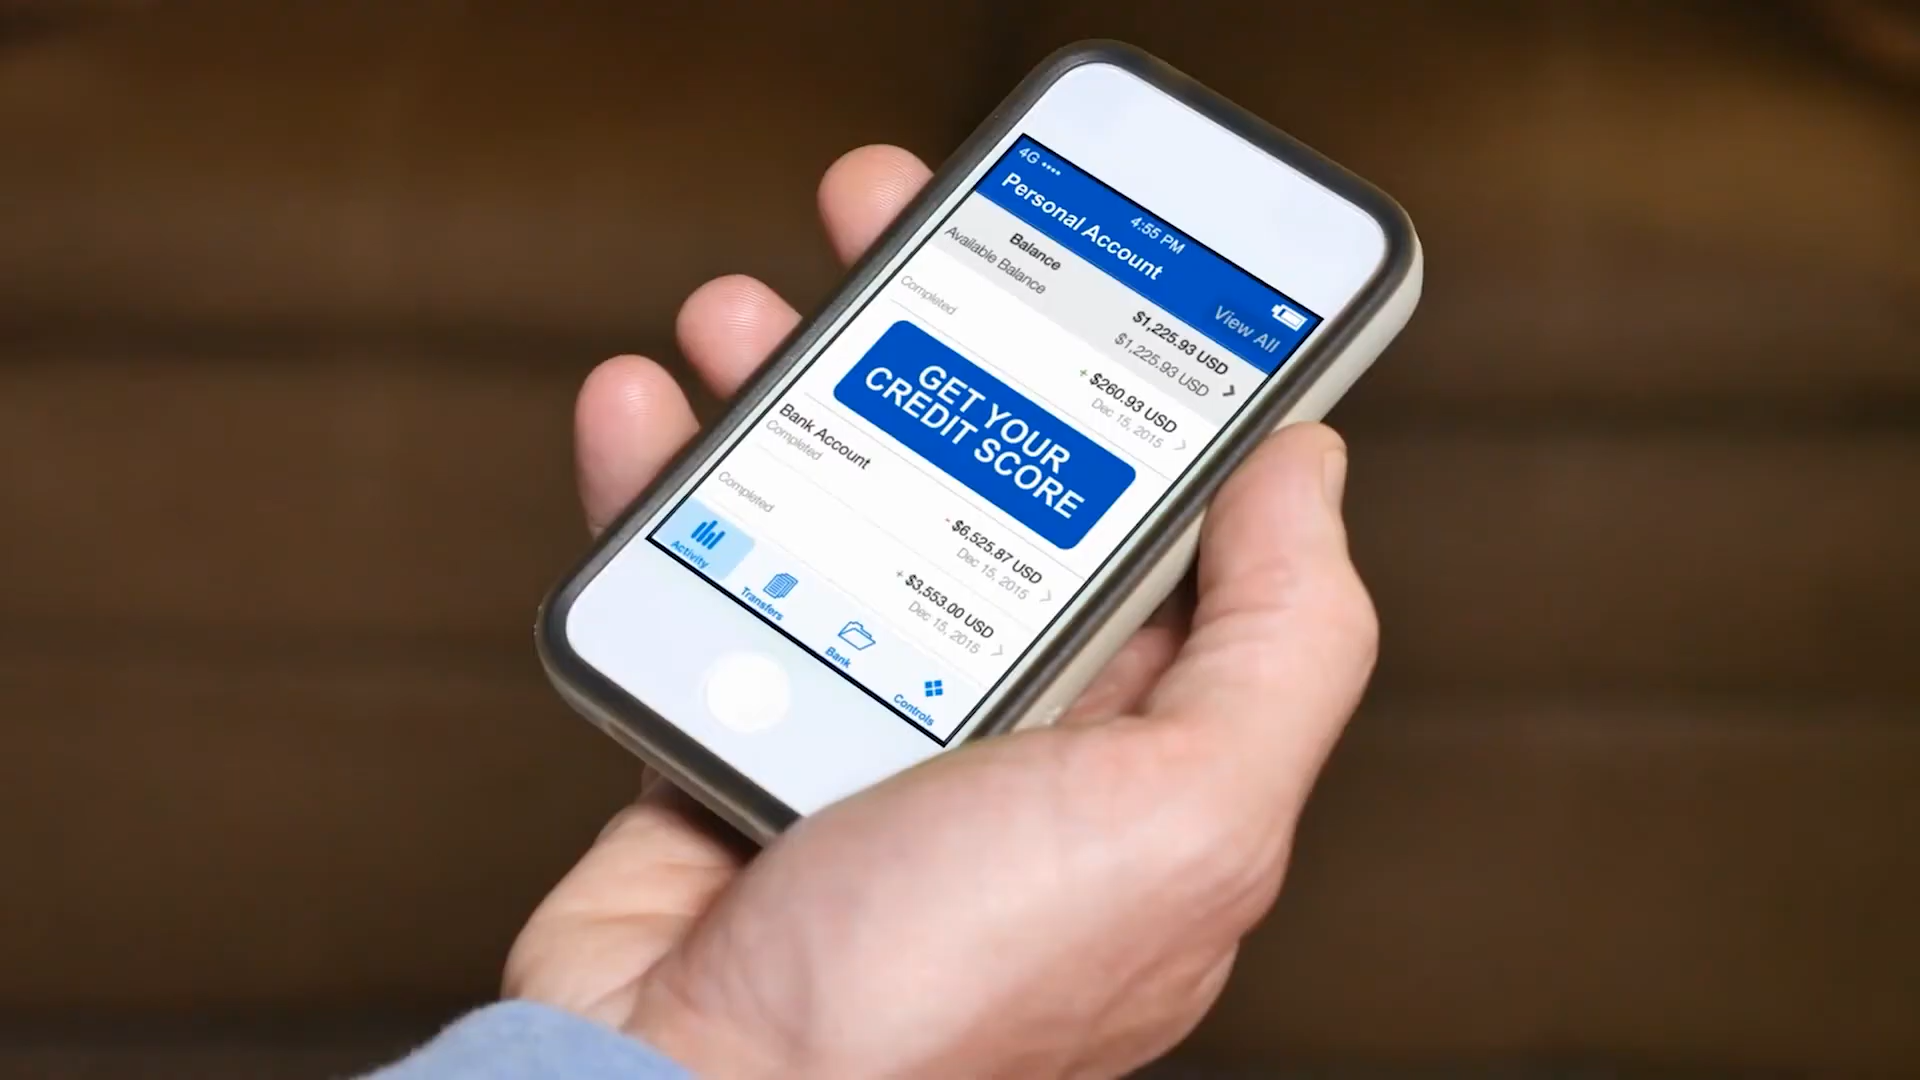 4G
4:55 PM
Personal Account
View All
Balance
$1,225.93 USD
Available Balance
$1,225.93 USD
+ $260.93 USD
Completed
Dec 15, 2015
GET YOUR
CREDIT SCORE
Bank Account
- $6,525.87 USD
Completed
Dec 15, 2015
+ $3,553.00 USD
Completed
Dec 15, 2015
Activity
Transfers
Bank
Controls